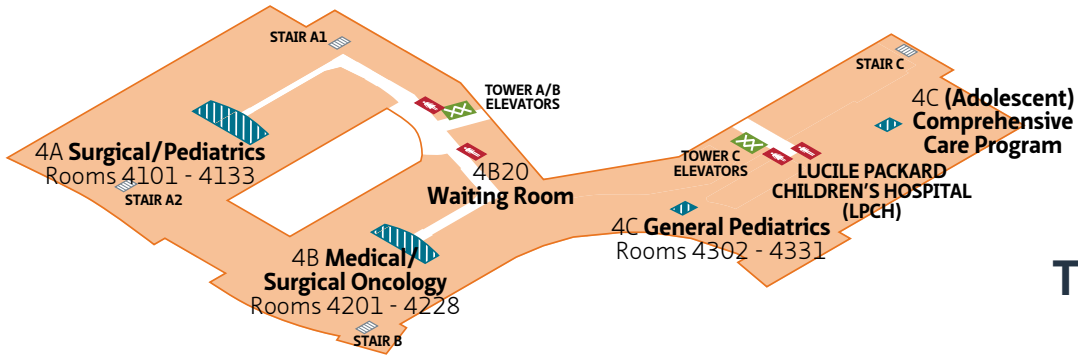 STAIR A1
TOWER A/B
ELEVATORS
4A Surgical/Pediatrics
Rooms 4101 - 4133
STAIR A2
4B20
Waiting Room
4B Medical/
Surgical Oncology
Rooms 4201 - 4228
STAIR B
STAIR C
4C (Adolescent)
Comprehensive
Care Program
TOWER C
ELEVATORS
LUCILE PACKARD
CHILDREN'S HOSPITAL
(LPCH)
4C General Pediatrics
Rooms 4302 - 4331
T